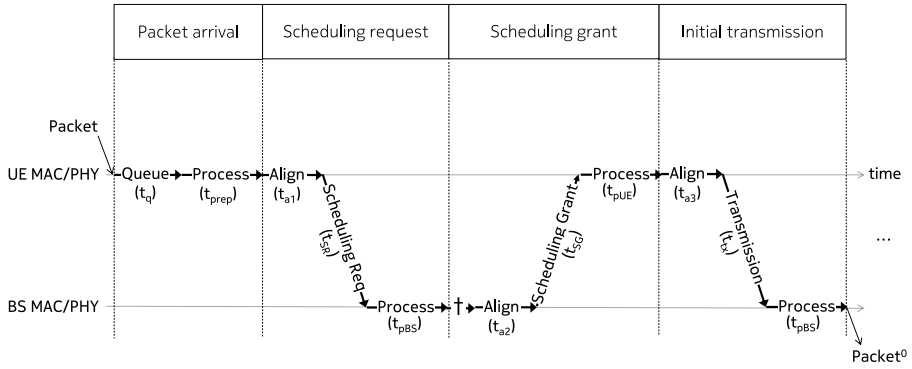 Packet arrival Scheduling request Scheduling grant Initial transmission
Packet
UE MAC/PHY Queue Process Align Process Align time
(t_q) (t_prep) (t_a1) (t_pUE) (t_a3)
Scheduling Req
(t_SR)
Scheduling Grant
(t_SG)
Transmission
(t_tx)
...
BS MAC/PHY Process † Align Process
(t_pBS) (t_a2) (t_pBS)
Packet⁰